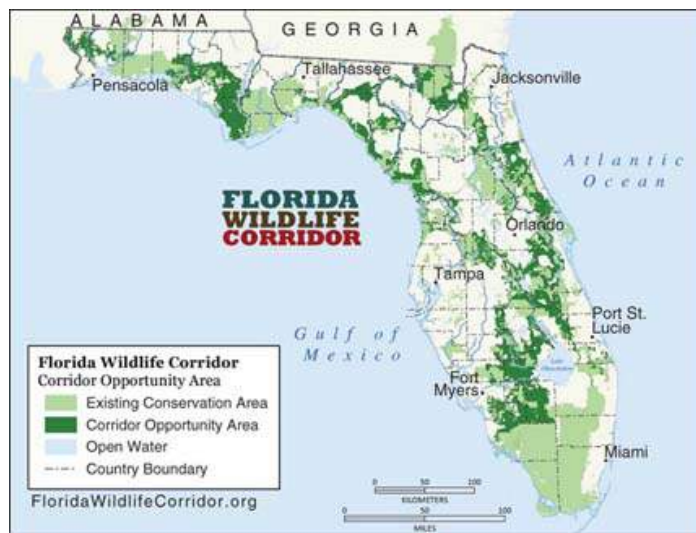 ALABAMA
GEORGIA
Pensacola
Tallahassee
Jacksonville
Atlantic
Ocean
FLORIDA
WILDLIFE
CORRIDOR
Orlando
Tampa
Gulf of
Mexico
Port St.
Lucie
Lake
Okeechobee
Fort
Myers
Miami
Florida Wildlife Corridor
Corridor Opportunity Area
Existing Conservation Area
Corridor Opportunity Area
Open Water
Country Boundary
FloridaWildlifeCorridor.org
0 50 100
KILOMETERS
0 50 100
MILES